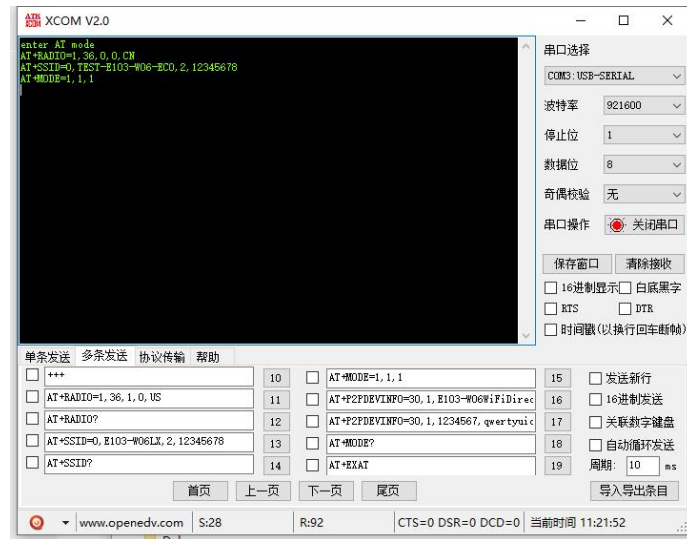 ATK
XCOM
XCOM V2.0
enter AT mode
AT+RADIO=1,36,0,0,CN
AT+SSID=0,TEST-E103-W06-EC0,2,12345678
AT+MODE=1,1,1
串口选择
COM3:USB-SERIAL
波特率 921600
停止位 1
数据位 8
奇偶校验 无
串口操作 关闭串口
保存窗口 清除接收
16进制显示 白底黑字
RTS DTR
时间戳(以换行回车断帧)
单条发送 多条发送 协议传输 帮助
+++ 10 AT+MODE=1,1,1 15 发送新行
AT+RADIO=1,36,1,0,US 11 AT+P2PDEVINFO=30,1,E103-W06WiFiDirec 16 16进制发送
AT+RADIO? 12 AT+P2PDEVINFO=30,1,1234567,qwertyuic 17 关联数字键盘
AT+SSID=0,E103-W06LX,2,12345678 13 AT+MODE? 18 自动循环发送
AT+SSID? 14 AT+EXAT 19 周期: 10 ms
首页 上一页 下一页 尾页 导入导出条目
www.openedv.com S:28 R:92 CTS=0 DSR=0 DCD=0 当前时间 11:21:52